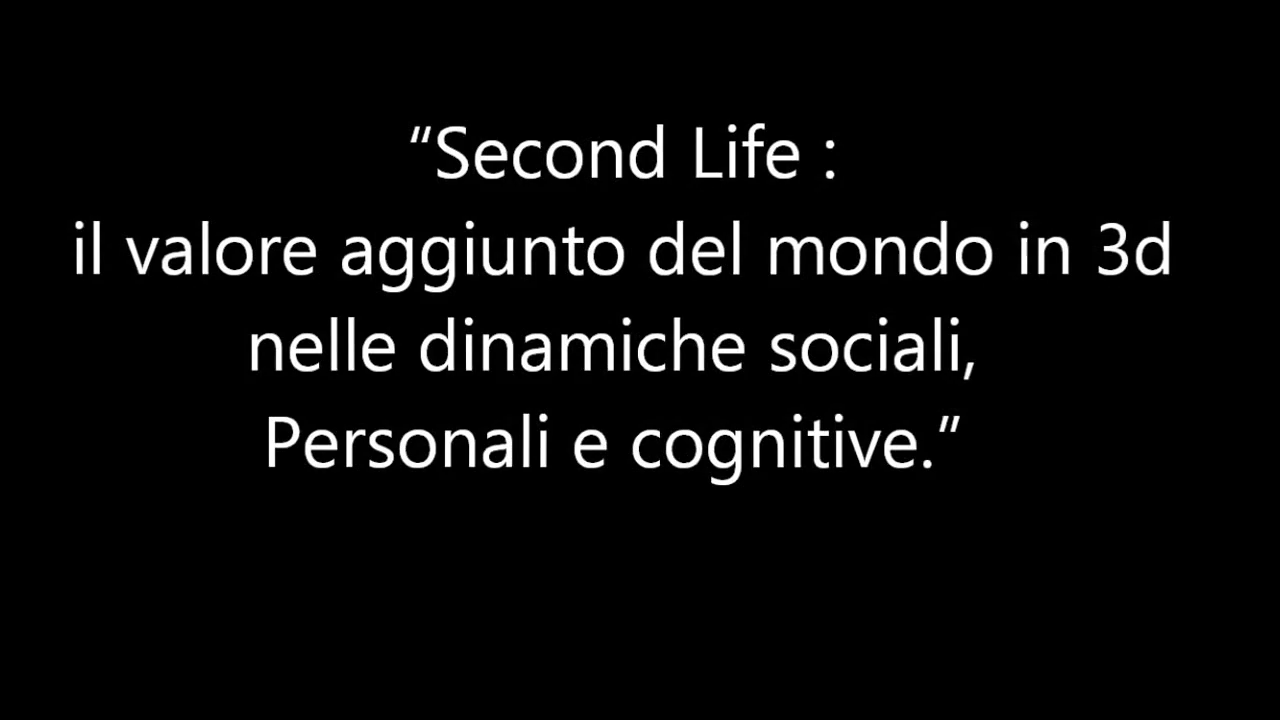 “Second Life :
il valore aggiunto del mondo in 3d
nelle dinamiche sociali,
Personali e cognitive.”